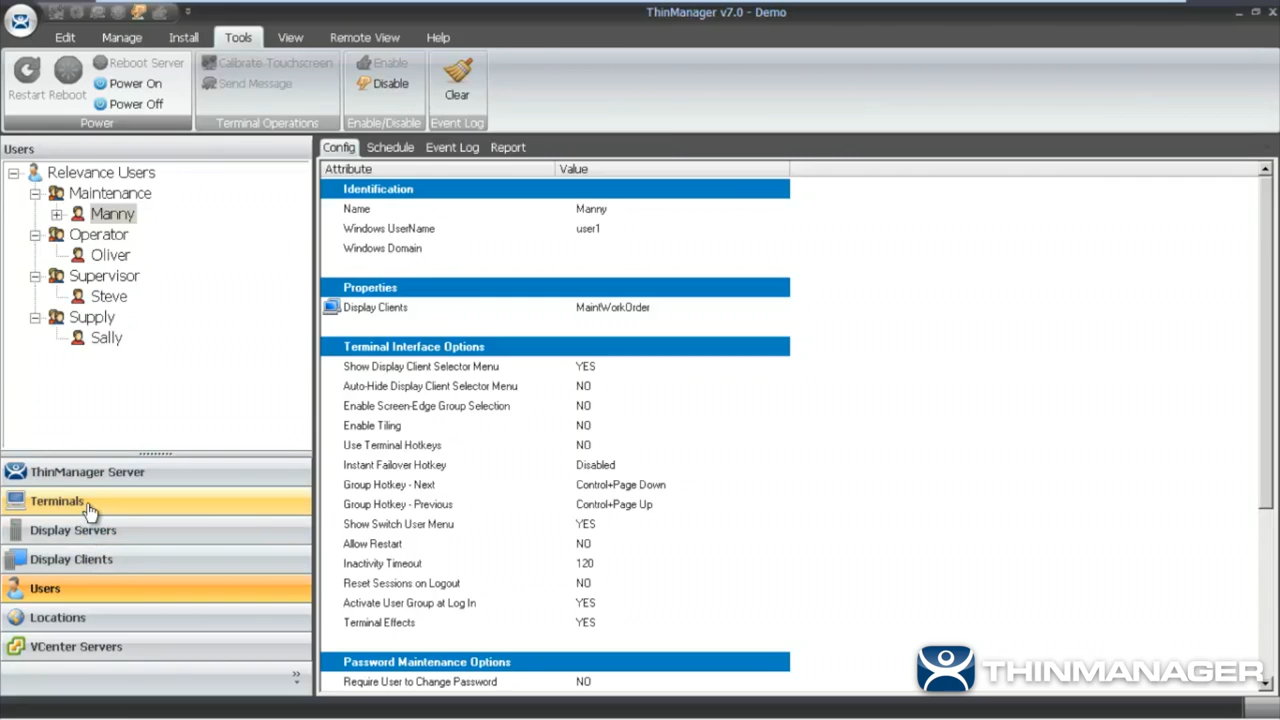 ThinManager v7.0 - Demo
Edit Manage Install Tools View Remote View Help
Restart Reboot Reboot Server Power On Power Off
Calibrate Touchscreen Send Message
Enable Disable
Clear
Power Terminal Operations Enable/Disable Event Log
Users
Relevance Users
Maintenance
Manny
Operator
Oliver
Supervisor
Steve
Supply
Sally
ThinManager Server
Terminals
Display Servers
Display Clients
Users
Locations
VCenter Servers
Config Schedule Event Log Report
Attribute Value
Identification
Name Manny
Windows UserName user1
Windows Domain
Properties
Display Clients MaintWorkOrder
Terminal Interface Options
Show Display Client Selector Menu YES
Auto-Hide Display Client Selector Menu NO
Enable Screen-Edge Group Selection NO
Enable Tiling NO
Use Terminal Hotkeys NO
Instant Failover Hotkey Disabled
Group Hotkey - Next Control+Page Down
Group Hotkey - Previous Control+Page Up
Show Switch User Menu YES
Allow Restart NO
Inactivity Timeout 120
Reset Sessions on Logout NO
Activate User Group at Log In YES
Terminal Effects YES
Password Maintenance Options
Require User to Change Password NO
THINMANAGER